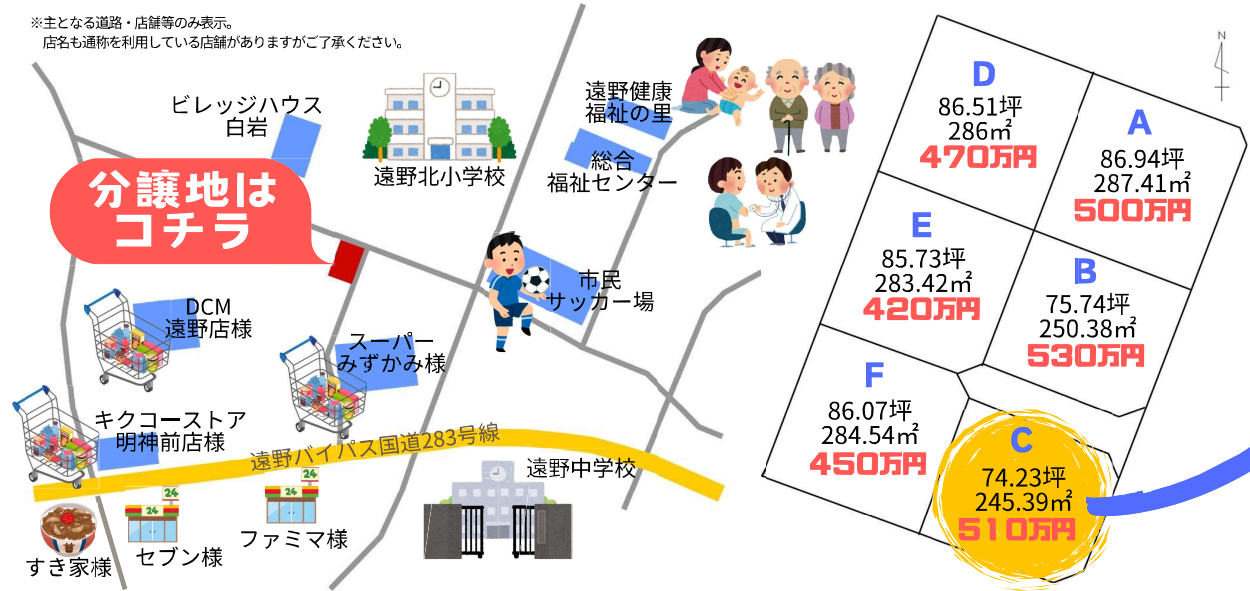 ※主となる道路・店舗等のみ表示。
店名も通称を利用している店舗がありますがご了承ください。
ビレッジハウス
白岩
遠野北小学校
遠野健康
福祉の里
総合
福祉センター
分譲地は
コチラ
市民
サッカー場
DCM
遠野店様
スーパー
みずかみ様
キクコーストア
明神前店様
遠野バイパス国道283号線
遠野中学校
24
24
24
24
すき家様
セブン様
ファミマ様
N
D
86.51坪
286㎡
470万円
A
86.94坪
287.41㎡
500万円
E
85.73坪
283.42㎡
420万円
B
75.74坪
250.38㎡
530万円
F
86.07坪
284.54㎡
450万円
C
74.23坪
245.39㎡
510万円